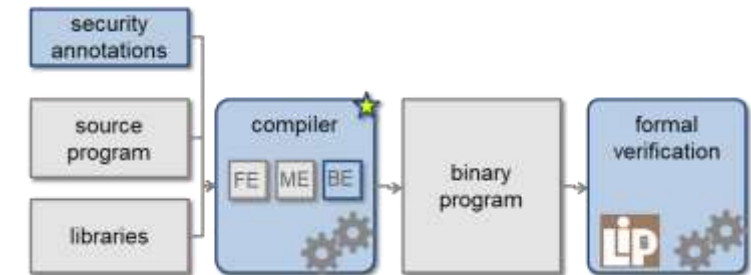 security
annotations
source
program
libraries
compiler
FE ME BE
binary
program
formal
verification
Lip